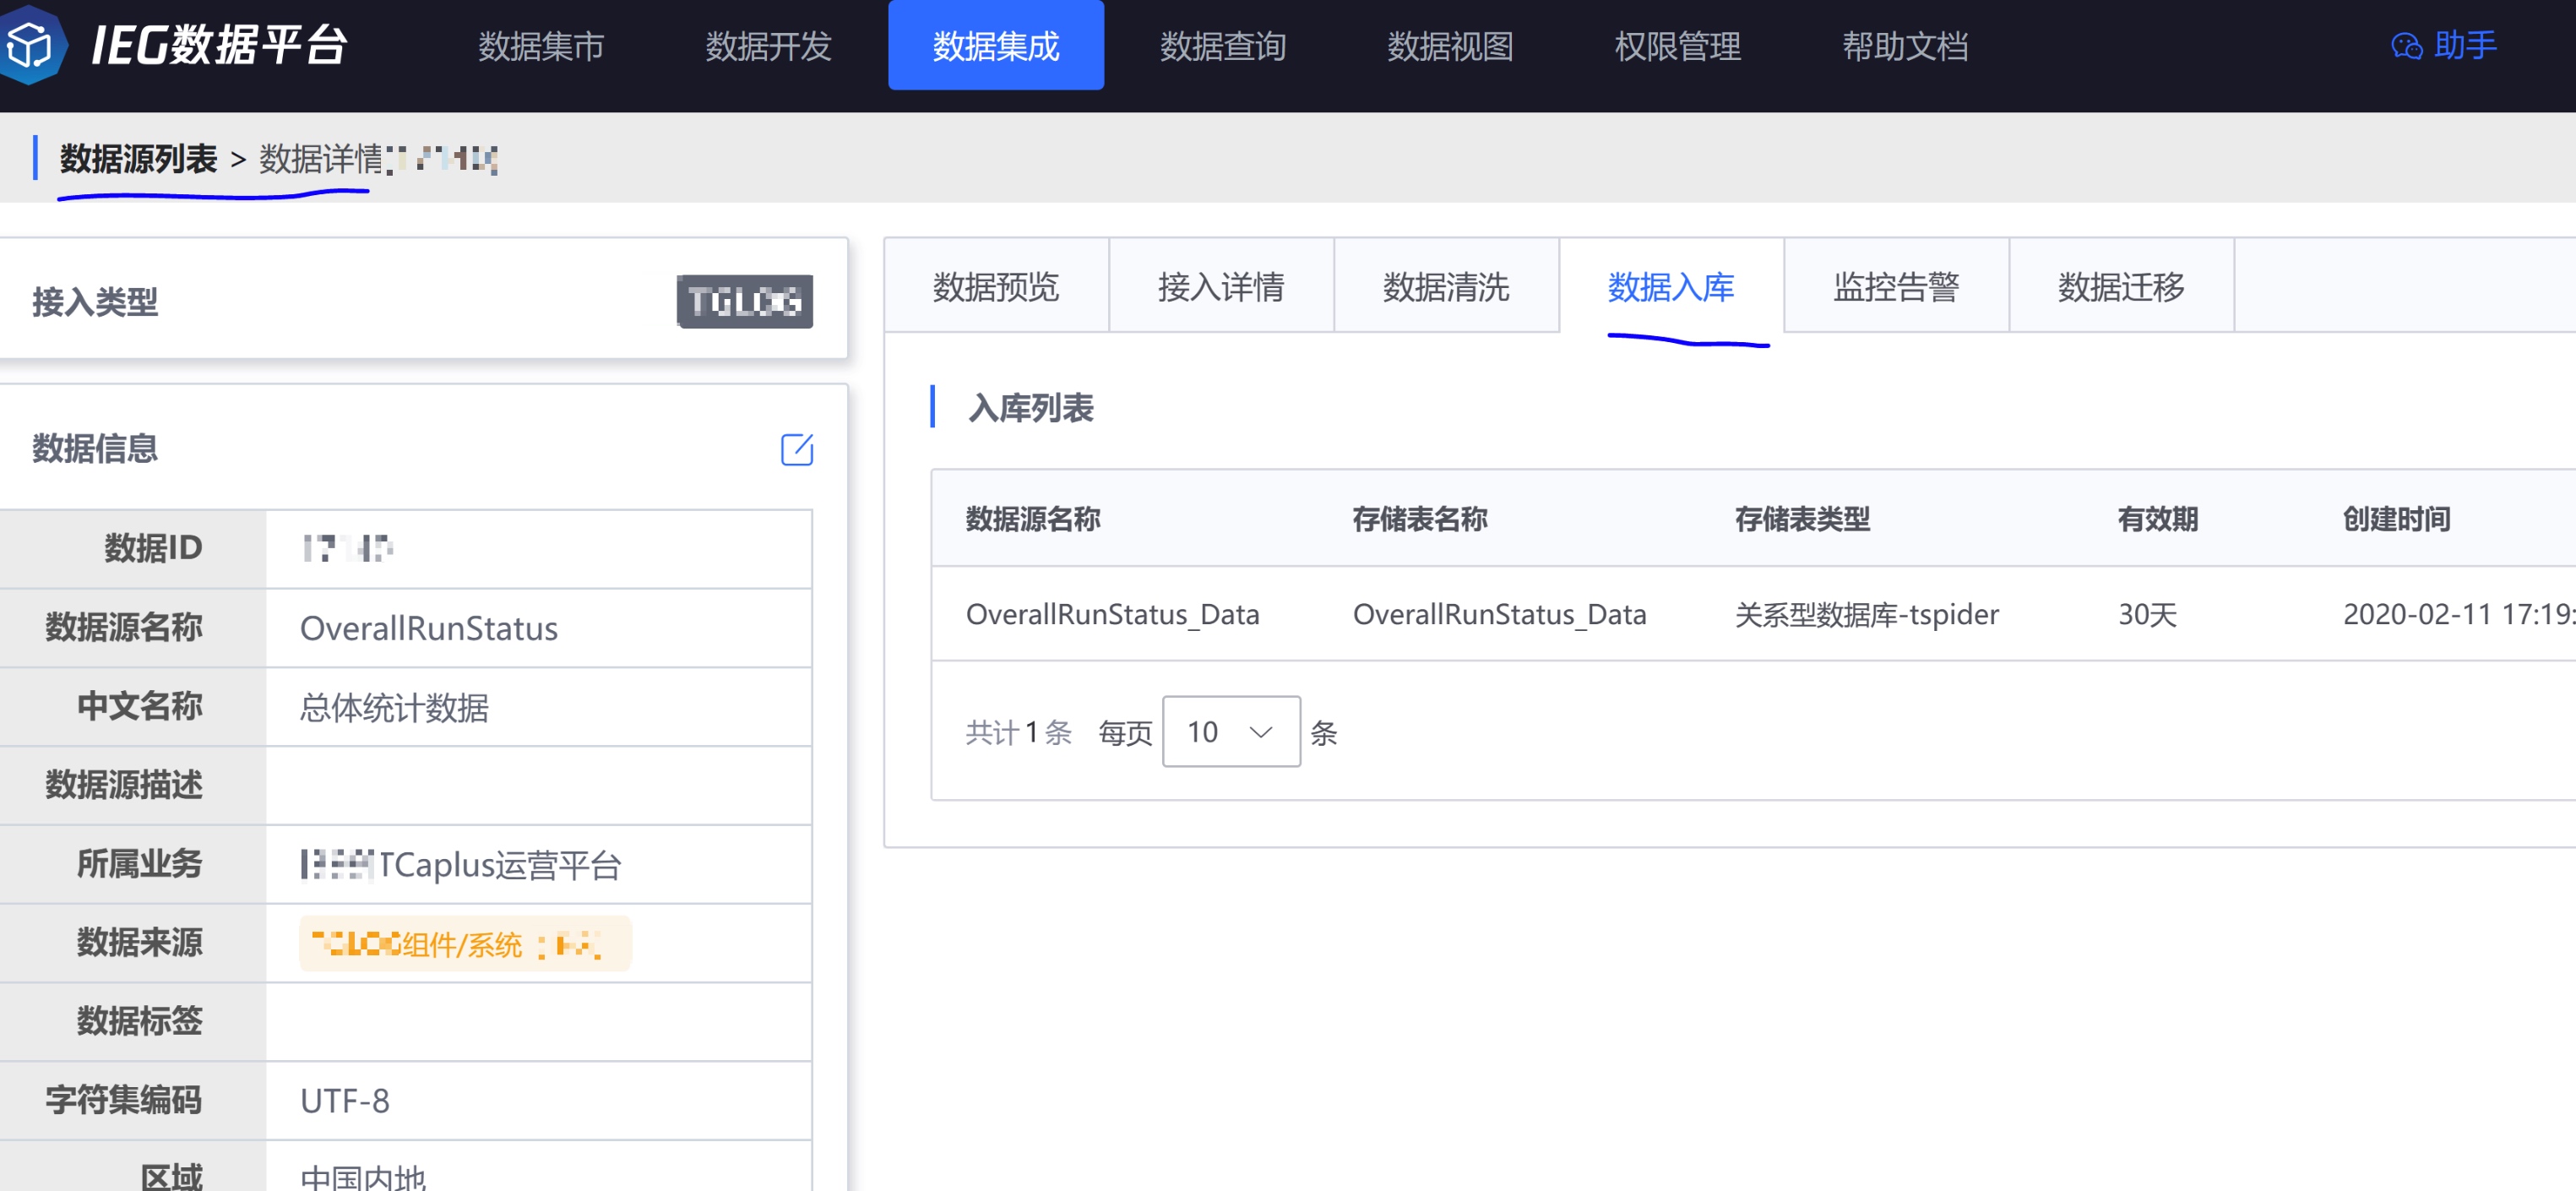 IEG数据平台 数据集市 数据开发 数据集成 数据查询 数据视图 权限管理 帮助文档 助手
数据源列表 > 数据详情
接入类型 TGLOG
数据信息
数据ID
数据源名称 OverallRunStatus
中文名称 总体统计数据
数据源描述
所属业务 TCaplus运营平台
数据来源 TGLOG组件/系统
数据标签
字符集编码 UTF-8
区域 中国内地
数据预览 接入详情 数据清洗 数据入库 监控告警 数据迁移
入库列表
数据源名称 存储表名称 存储表类型 有效期 创建时间
OverallRunStatus_Data OverallRunStatus_Data 关系型数据库-tspider 30天 2020-02-11 17:19:
共计 1 条 每页 10 条